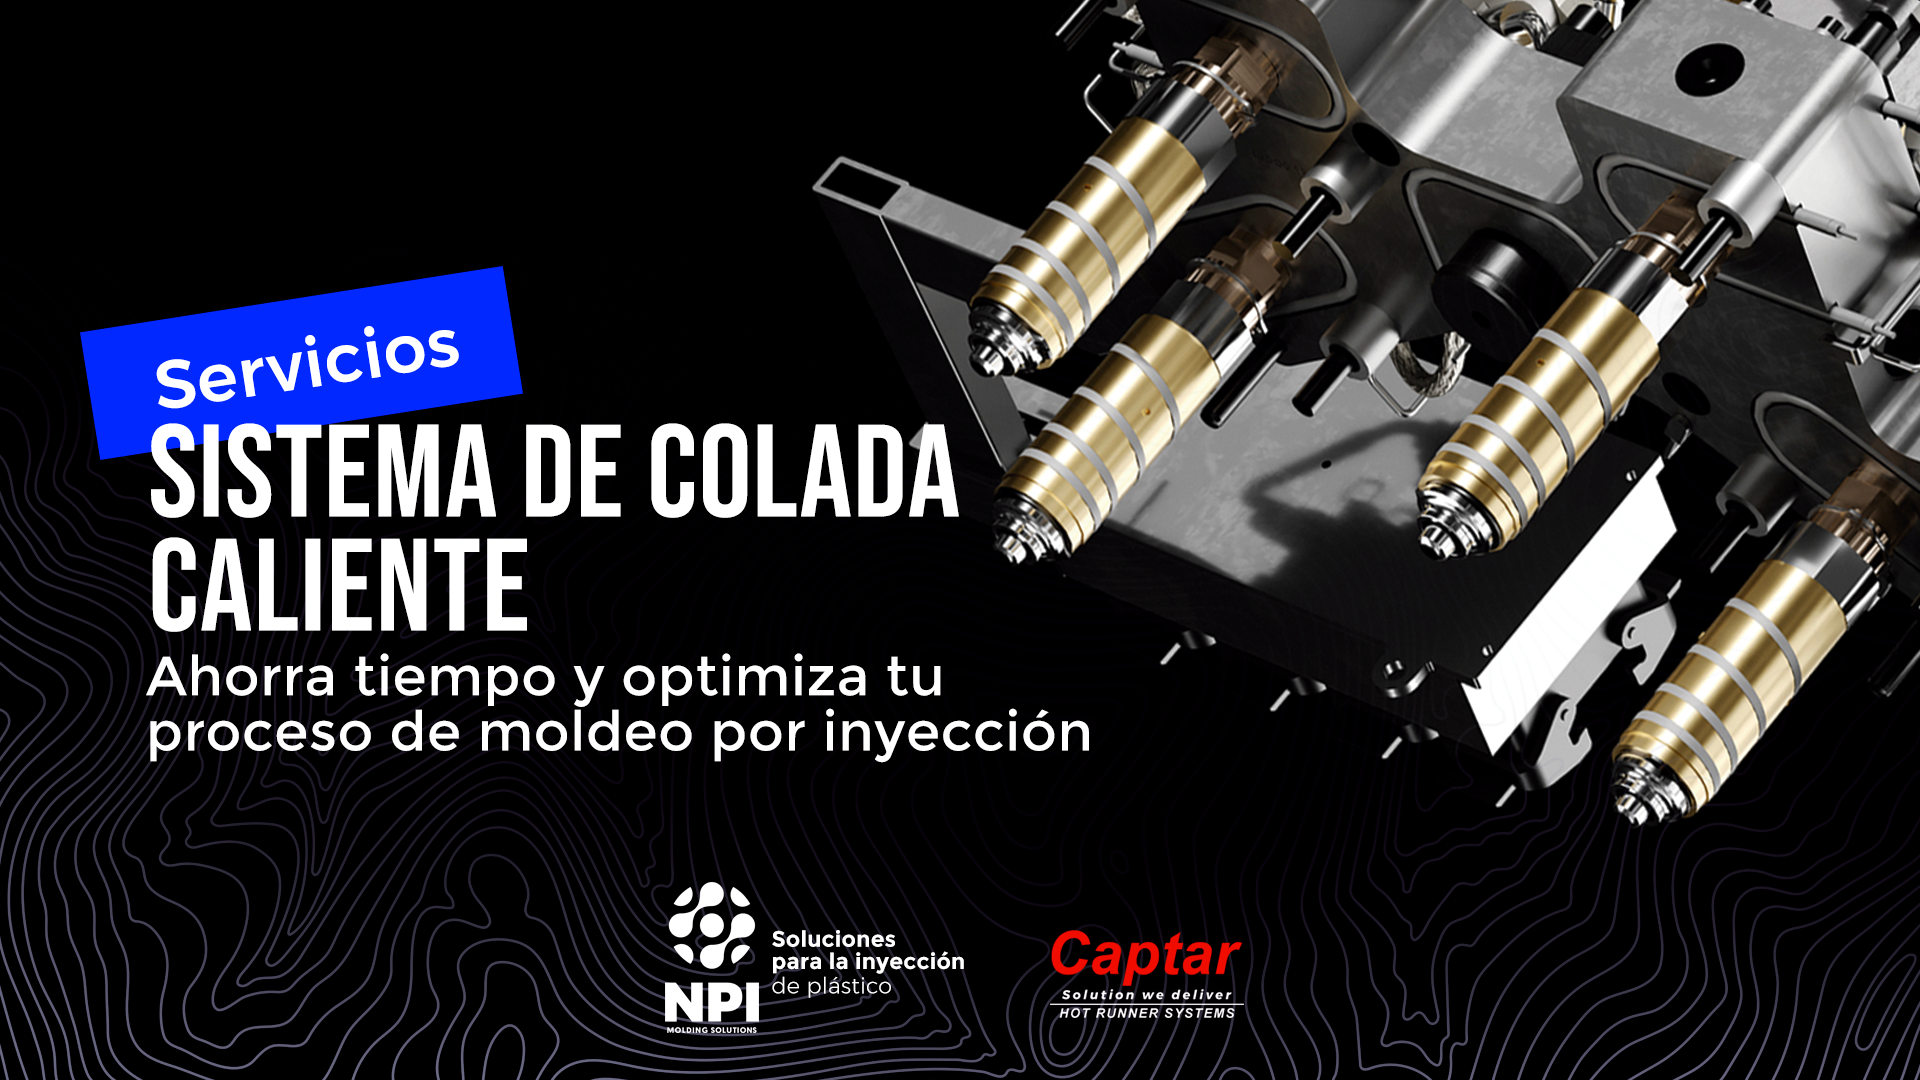 Servicios
SISTEMA DE COLADA
CALIENTE
Ahorra tiempo y optimiza tu
proceso de moldeo por inyección
Soluciones
para la inyección
de plástico
NPI
MOLDING SOLUTIONS
Captar
Solution we deliver
HOT RUNNER SYSTEMS